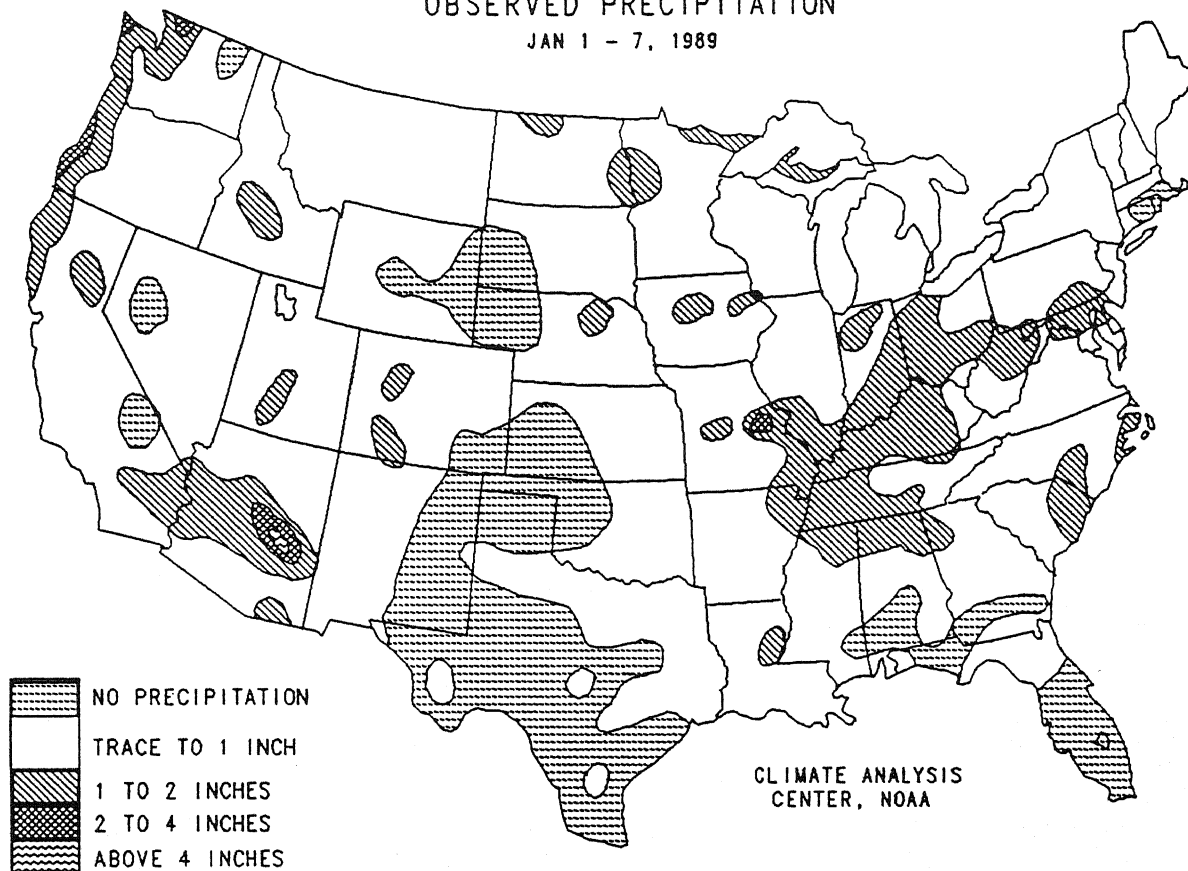 OBSERVED PRECIPITATION
JAN 1 - 7, 1989
NO PRECIPITATION
TRACE TO 1 INCH
1 TO 2 INCHES
2 TO 4 INCHES
ABOVE 4 INCHES
CLIMATE ANALYSIS
CENTER, NOAA